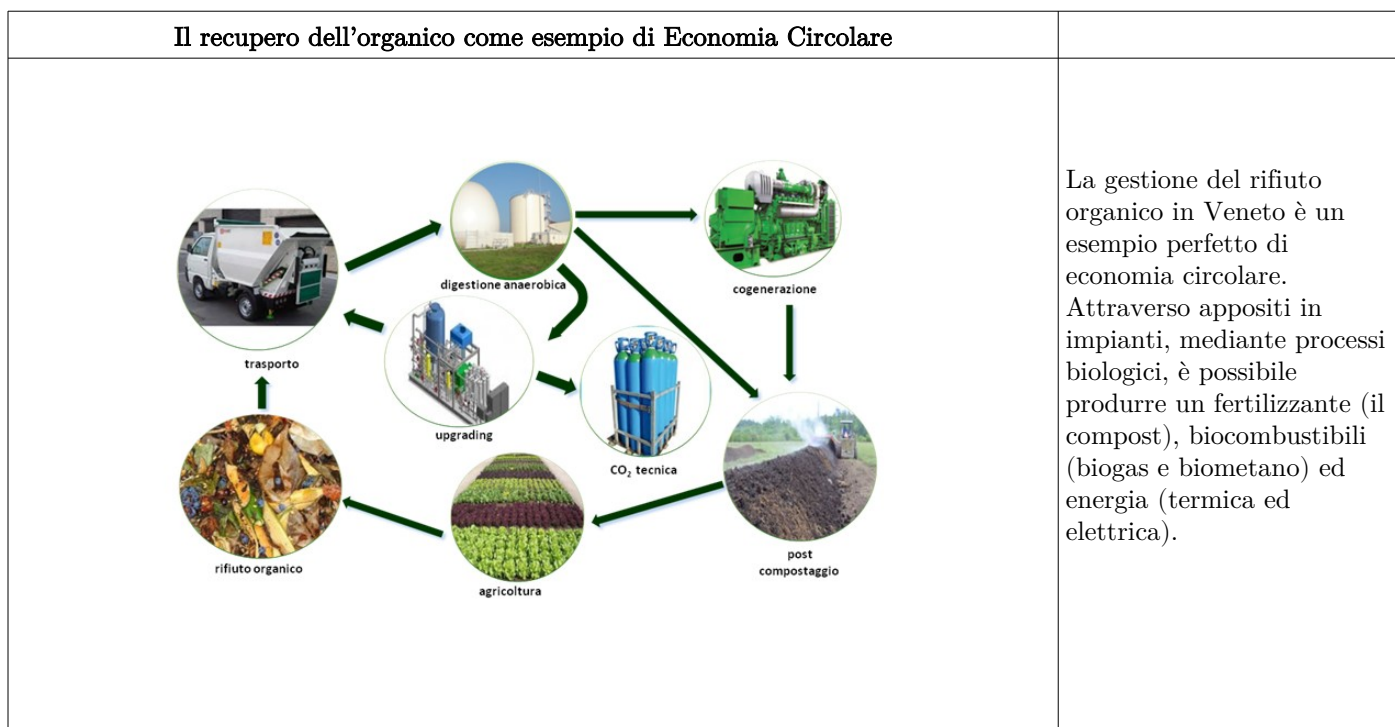 Il recupero dell'organico come esempio di Economia Circolare
digestione anaerobica
cogenerazione
trasporto
upgrading
CO₂ tecnica
rifiuto organico
agricoltura
post
compostaggio
La gestione del rifiuto
organico in Veneto è un
esempio perfetto di
economia circolare.
Attraverso appositi in
impianti, mediante processi
biologici, è possibile
produrre un fertilizzante (il
compost), biocombustibili
(biogas e biometano) ed
energia (termica ed
elettrica).